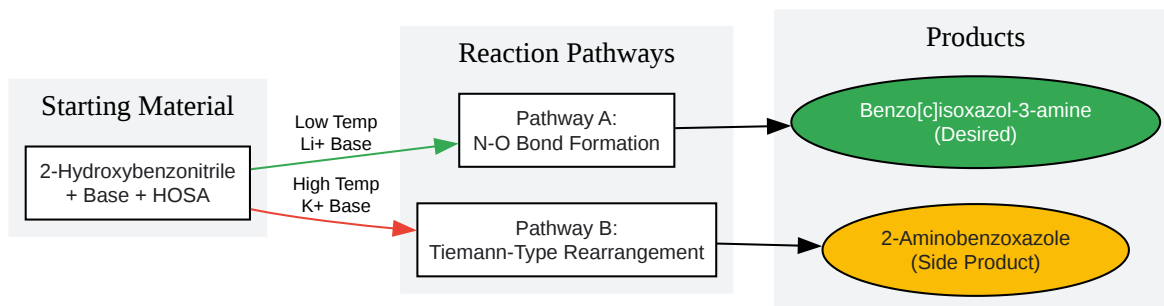 Starting Material
2-Hydroxybenzonitrile
+ Base + HOSA
Low Temp
Li+ Base
High Temp
K+ Base
Reaction Pathways
Pathway A:
N-O Bond Formation
Pathway B:
Tiemann-Type Rearrangement
Products
Benzo[c]isoxazol-3-amine
(Desired)
2-Aminobenzoxazole
(Side Product)